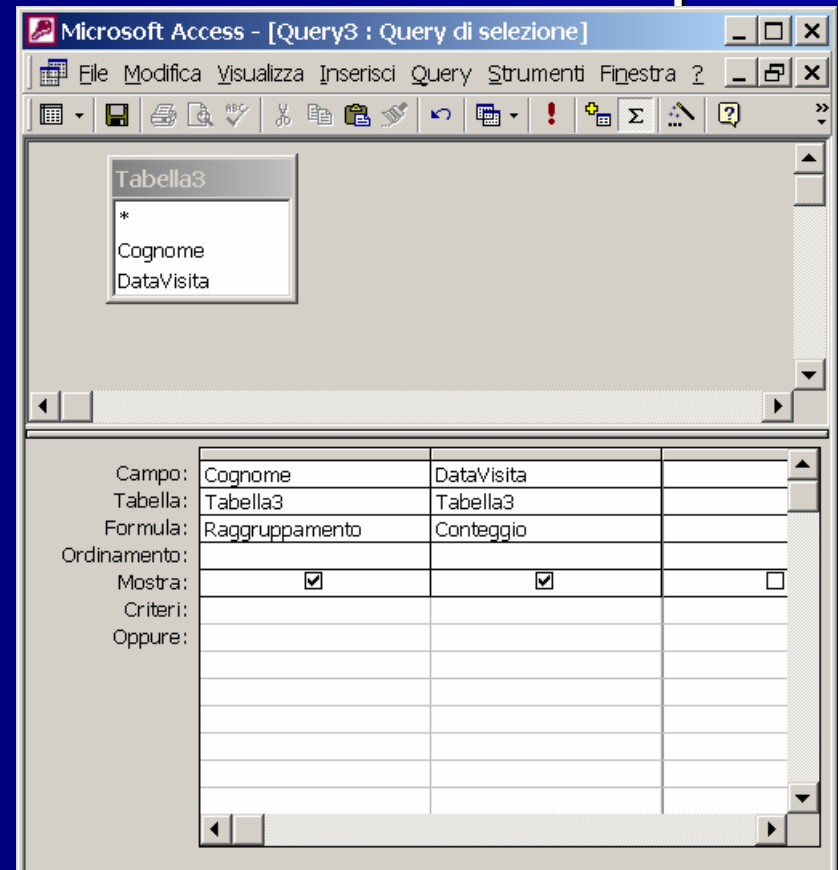 Microsoft Access - [Query3 : Query di selezione]
File Modifica Visualizza Inserisci Query Strumenti Finestra ?
ABC
Σ
Tabella3
*
Cognome
DataVisita
Campo: Cognome DataVisita
Tabella: Tabella3 Tabella3
Formula: Raggruppamento Conteggio
Ordinamento:
Mostra:
Criteri:
Oppure: